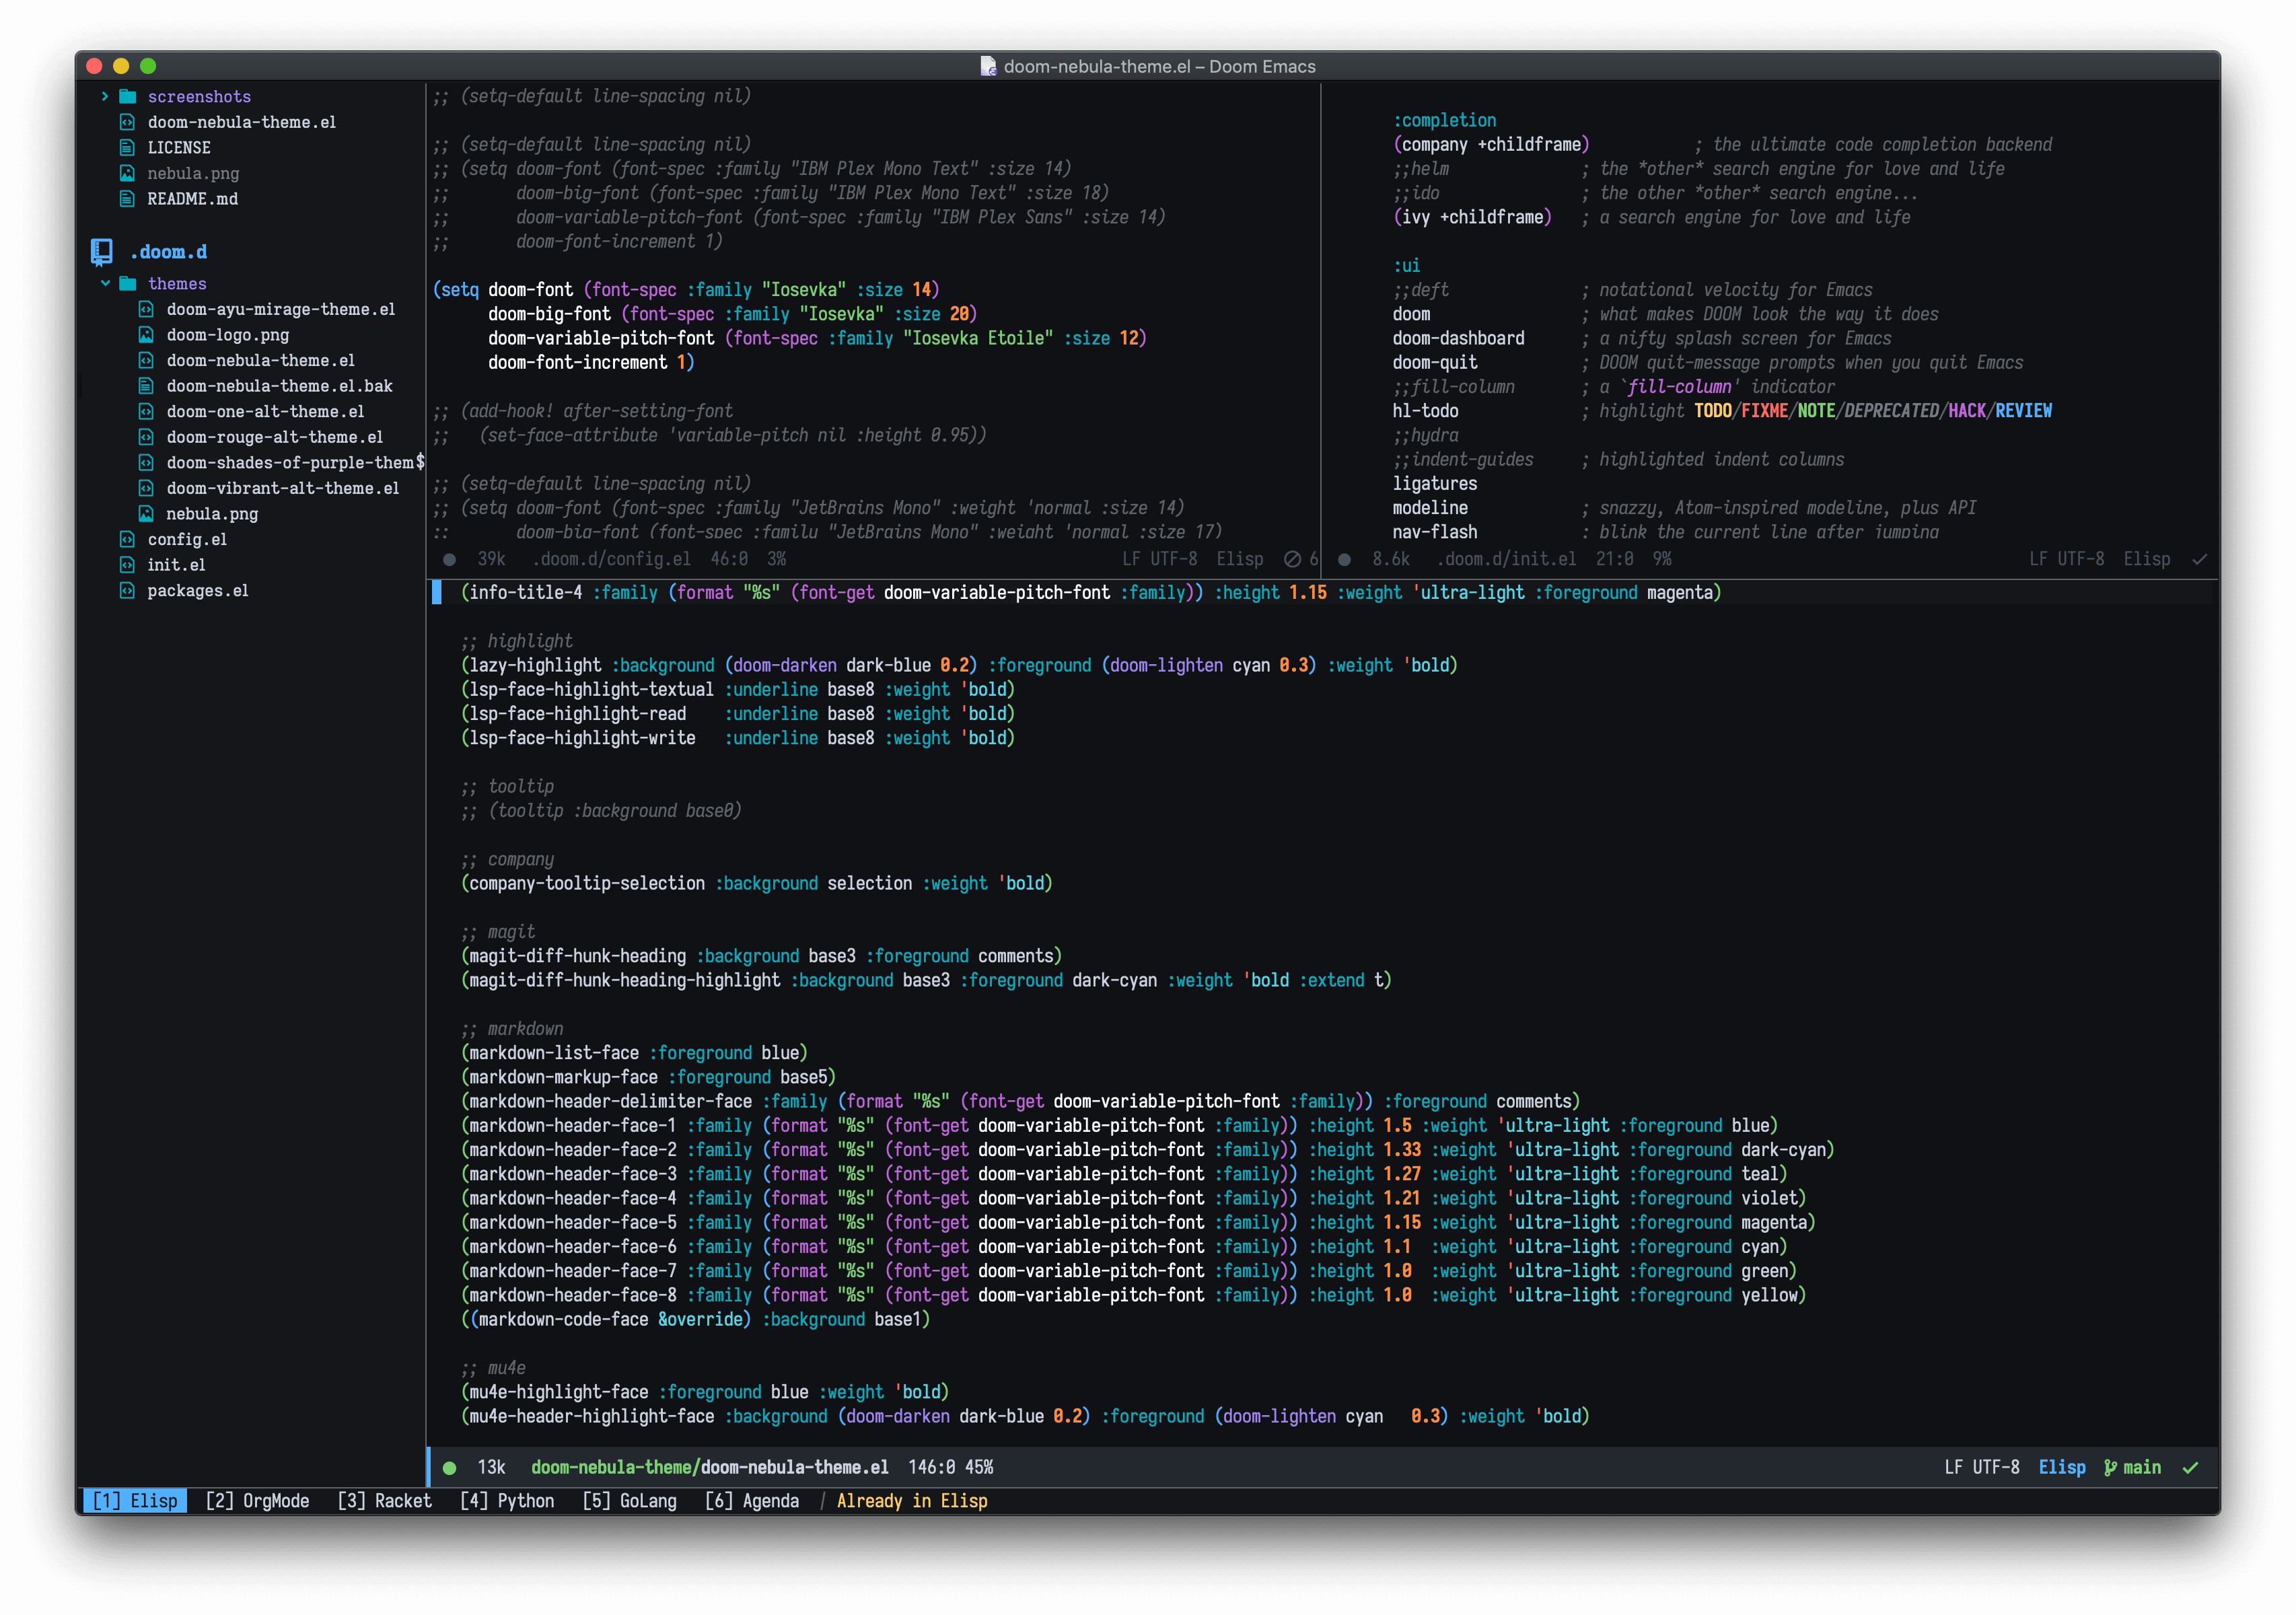 doom-nebula-theme.el – Doom Emacs
screenshots
doom-nebula-theme.el
LICENSE
nebula.png
README.md
.doom.d
themes
doom-ayu-mirage-theme.el
doom-logo.png
doom-nebula-theme.el
doom-nebula-theme.el.bak
doom-one-alt-theme.el
doom-rouge-alt-theme.el
doom-shades-of-purple-them$
doom-vibrant-alt-theme.el
nebula.png
config.el
init.el
packages.el
;; (setq-default line-spacing nil)
;; (setq-default line-spacing nil)
;; (setq doom-font (font-spec :family "IBM Plex Mono Text" :size 14)
;;       doom-big-font (font-spec :family "IBM Plex Mono Text" :size 18)
;;       doom-variable-pitch-font (font-spec :family "IBM Plex Sans" :size 14)
;;       doom-font-increment 1)
(setq doom-font (font-spec :family "Iosevka" :size 14)
      doom-big-font (font-spec :family "Iosevka" :size 20)
      doom-variable-pitch-font (font-spec :family "Iosevka Etoile" :size 12)
      doom-font-increment 1)
;; (add-hook! after-setting-font
;;   (set-face-attribute 'variable-pitch nil :height 0.95))
;; (setq-default line-spacing nil)
;; (setq doom-font (font-spec :family "JetBrains Mono" :weight 'normal :size 14)
;;       doom-big-font (font-spec :family "JetBrains Mono" :weight 'normal :size 17)
39k .doom.d/config.el 46:0 3% LF UTF-8 Elisp 6
:completion
(company +childframe)           ; the ultimate code completion backend
;;helm              ; the *other* search engine for love and life
;;ido               ; the other *other* search engine...
(ivy +childframe)   ; a search engine for love and life
:ui
;;deft              ; notational velocity for Emacs
doom                ; what makes DOOM look the way it does
doom-dashboard      ; a nifty splash screen for Emacs
doom-quit           ; DOOM quit-message prompts when you quit Emacs
;;fill-column       ; a `fill-column' indicator
hl-todo             ; highlight TODO/FIXME/NOTE/DEPRECATED/HACK/REVIEW
;;hydra
;;indent-guides     ; highlighted indent columns
ligatures
modeline            ; snazzy, Atom-inspired modeline, plus API
nav-flash           ; blink the current line after jumping
8.6k .doom.d/init.el 21:0 9% LF UTF-8 Elisp
(info-title-4 :family (format "%s" (font-get doom-variable-pitch-font :family)) :height 1.15 :weight 'ultra-light :foreground magenta)
;; highlight
(lazy-highlight :background (doom-darken dark-blue 0.2) :foreground (doom-lighten cyan 0.3) :weight 'bold)
(lsp-face-highlight-textual :underline base8 :weight 'bold)
(lsp-face-highlight-read    :underline base8 :weight 'bold)
(lsp-face-highlight-write   :underline base8 :weight 'bold)
;; tooltip
;; (tooltip :background base0)
;; company
(company-tooltip-selection :background selection :weight 'bold)
;; magit
(magit-diff-hunk-heading :background base3 :foreground comments)
(magit-diff-hunk-heading-highlight :background base3 :foreground dark-cyan :weight 'bold :extend t)
;; markdown
(markdown-list-face :foreground blue)
(markdown-markup-face :foreground base5)
(markdown-header-delimiter-face :family (format "%s" (font-get doom-variable-pitch-font :family)) :foreground comments)
(markdown-header-face-1 :family (format "%s" (font-get doom-variable-pitch-font :family)) :height 1.5 :weight 'ultra-light :foreground blue)
(markdown-header-face-2 :family (format "%s" (font-get doom-variable-pitch-font :family)) :height 1.33 :weight 'ultra-light :foreground dark-cyan)
(markdown-header-face-3 :family (format "%s" (font-get doom-variable-pitch-font :family)) :height 1.27 :weight 'ultra-light :foreground teal)
(markdown-header-face-4 :family (format "%s" (font-get doom-variable-pitch-font :family)) :height 1.21 :weight 'ultra-light :foreground violet)
(markdown-header-face-5 :family (format "%s" (font-get doom-variable-pitch-font :family)) :height 1.15 :weight 'ultra-light :foreground magenta)
(markdown-header-face-6 :family (format "%s" (font-get doom-variable-pitch-font :family)) :height 1.1  :weight 'ultra-light :foreground cyan)
(markdown-header-face-7 :family (format "%s" (font-get doom-variable-pitch-font :family)) :height 1.0  :weight 'ultra-light :foreground green)
(markdown-header-face-8 :family (format "%s" (font-get doom-variable-pitch-font :family)) :height 1.0  :weight 'ultra-light :foreground yellow)
((markdown-code-face &override) :background base1)
;; mu4e
(mu4e-highlight-face :foreground blue :weight 'bold)
(mu4e-header-highlight-face :background (doom-darken dark-blue 0.2) :foreground (doom-lighten cyan   0.3) :weight 'bold)
13k doom-nebula-theme/doom-nebula-theme.el 146:0 45% LF UTF-8 Elisp main
[1] Elisp [2] OrgMode [3] Racket [4] Python [5] GoLang [6] Agenda / Already in Elisp